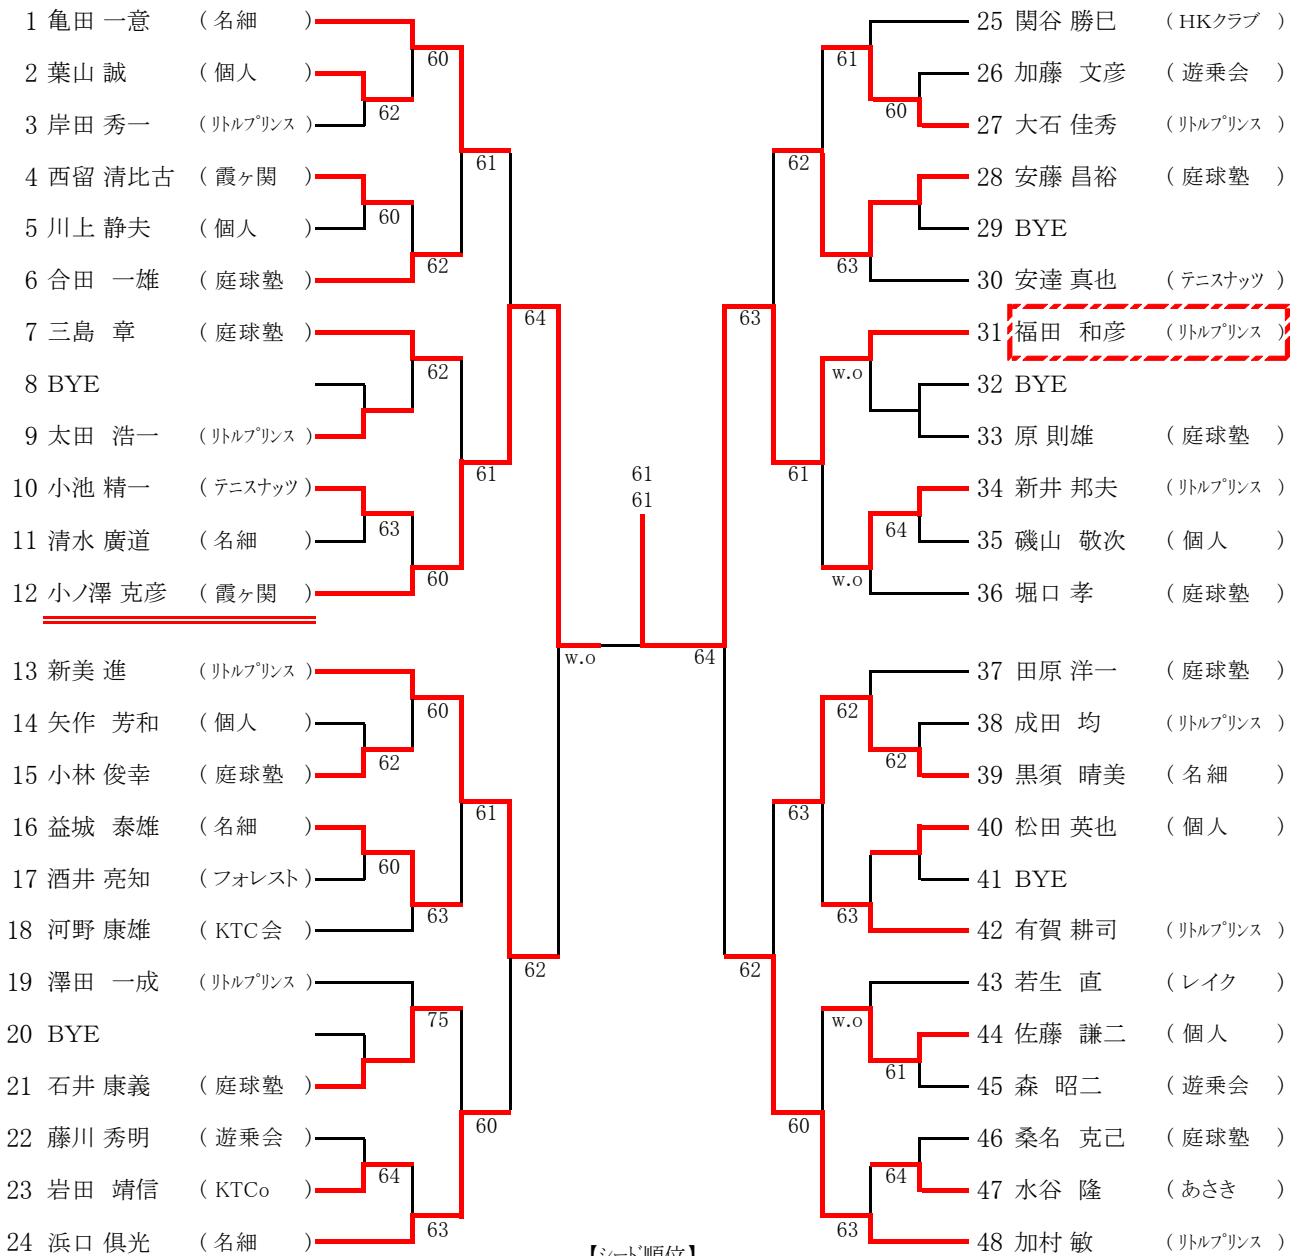 1 亀田 一意 ( 名細 )
2 葉山 誠 ( 個人 )
3 岸田 秀一 ( リトルプリンス )
4 西留 清比古 ( 霞ヶ関 )
5 川上 静夫 ( 個人 )
6 合田 一雄 ( 庭球塾 )
7 三島 章 ( 庭球塾 )
8 BYE
9 太田 浩一 ( リトルプリンス )
10 小池 精一 ( テニスナッツ )
11 清水 廣道 ( 名細 )
12 小ノ澤 克彦 ( 霞ヶ関 )
13 新美 進 ( リトルプリンス )
14 矢作 芳和 ( 個人 )
15 小林 俊幸 ( 庭球塾 )
16 益城 泰雄 ( 名細 )
17 酒井 亮知 ( フォレスト )
18 河野 康雄 ( KTC会 )
19 澤田 一成 ( リトルプリンス )
20 BYE
21 石井 康義 ( 庭球塾 )
22 藤川 秀明 ( 遊乗会 )
23 岩田 靖信 ( KTCo )
24 浜口 倶光 ( 名細 )
60
62
60
62
62
63
60
60
62
60
63
75
64
63
61
61
61
60
64
62
w.o
61
61
64
63
62
62
61
63
60
61
60
63
w.o
64
w.o
62
62
63
w.o
61
64
63
25 関谷 勝巳 ( HKクラブ )
26 加藤 文彦 ( 遊乗会 )
27 大石 佳秀 ( リトルプリンス )
28 安藤 昌裕 ( 庭球塾 )
29 BYE
30 安達 真也 ( テニスナッツ )
31 福田 和彦 ( リトルプリンス )
32 BYE
33 原 則雄 ( 庭球塾 )
34 新井 邦夫 ( リトルプリンス )
35 磯山 敬次 ( 個人 )
36 堀口 孝 ( 庭球塾 )
37 田原 洋一 ( 庭球塾 )
38 成田 均 ( リトルプリンス )
39 黒須 晴美 ( 名細 )
40 松田 英也 ( 個人 )
41 BYE
42 有賀 耕司 ( リトルプリンス )
43 若生 直 ( レイク )
44 佐藤 謙二 ( 個人 )
45 森 昭二 ( 遊乗会 )
46 桑名 克己 ( 庭球塾 )
47 水谷 隆 ( あさき )
48 加村 敏 ( リトルプリンス )
【シード順位】